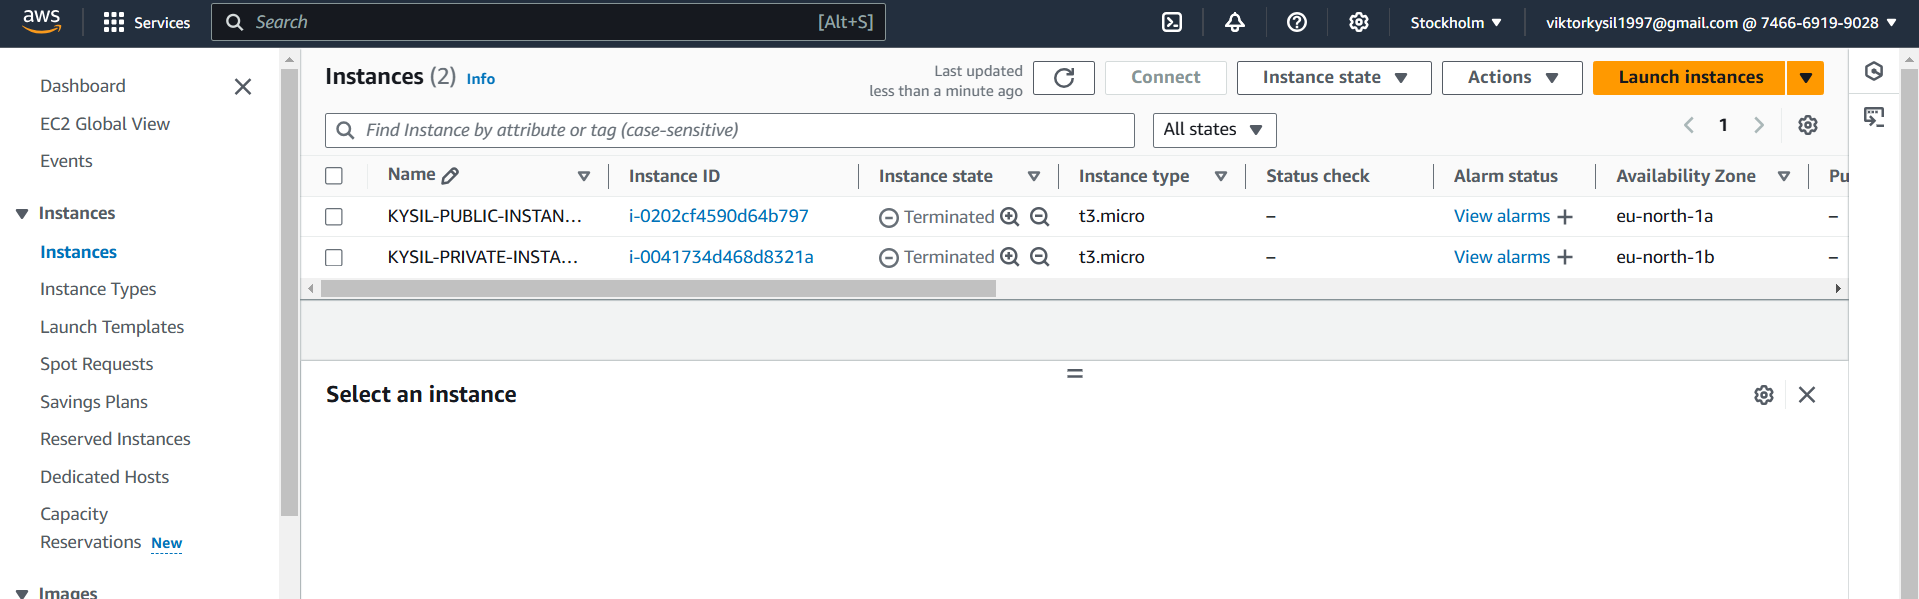 aws Services Search [Alt+S] Stockholm viktorkysil1997@gmail.com @ 7466-6919-9028
Dashboard
EC2 Global View
Events
Instances
Instances
Instance Types
Launch Templates
Spot Requests
Savings Plans
Reserved Instances
Dedicated Hosts
Capacity
Reservations New
Images
Instances (2) Info
Last updated
less than a minute ago
Connect Instance state Actions Launch instances
Find Instance by attribute or tag (case-sensitive) All states 1
Name Instance ID Instance state Instance type Status check Alarm status Availability Zone Pu
KYSIL-PUBLIC-INSTAN... i-0202cf4590d64b797 Terminated t3.micro – View alarms + eu-north-1a –
KYSIL-PRIVATE-INSTA... i-0041734d468d8321a Terminated t3.micro – View alarms + eu-north-1b –
Select an instance